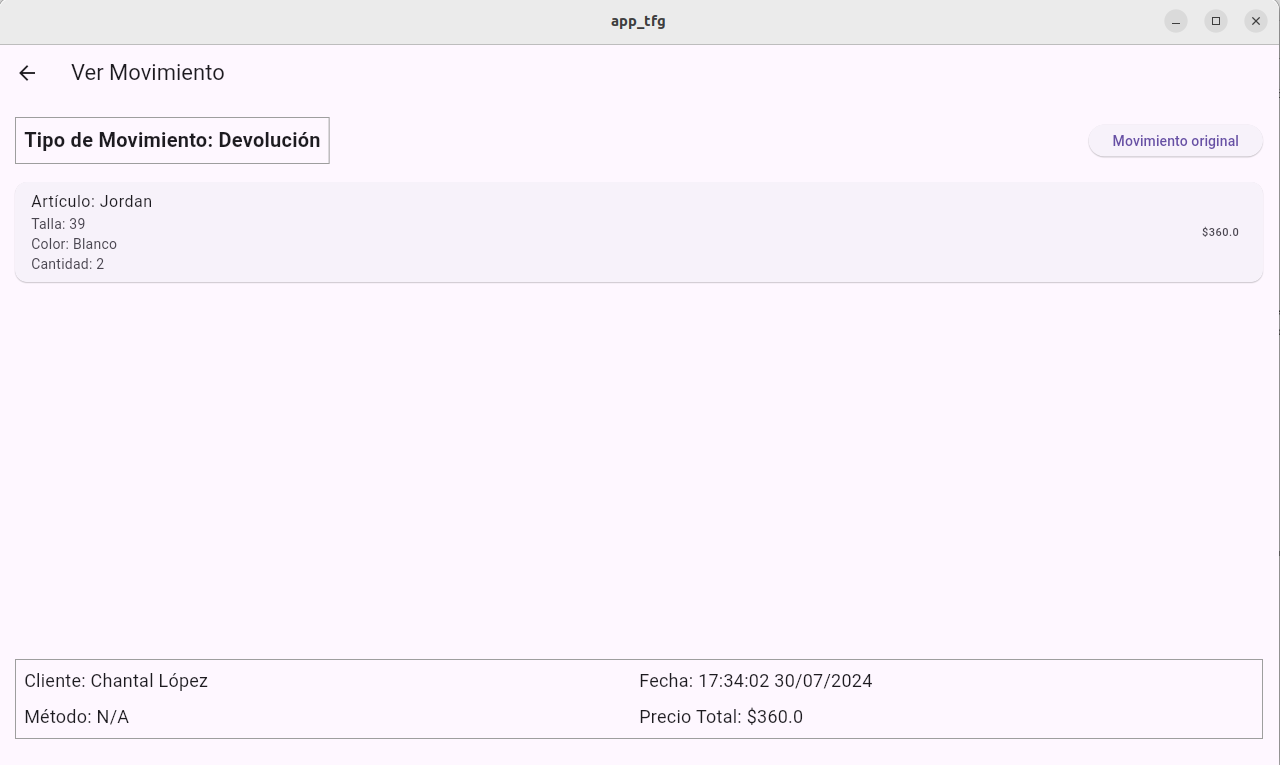 app_tfg
Ver Movimiento
Tipo de Movimiento: Devolución
Movimiento original
Artículo: Jordan
Talla: 39
Color: Blanco
Cantidad: 2
$360.0
Cliente: Chantal López
Fecha: 17:34:02 30/07/2024
Método: N/A
Precio Total: $360.0